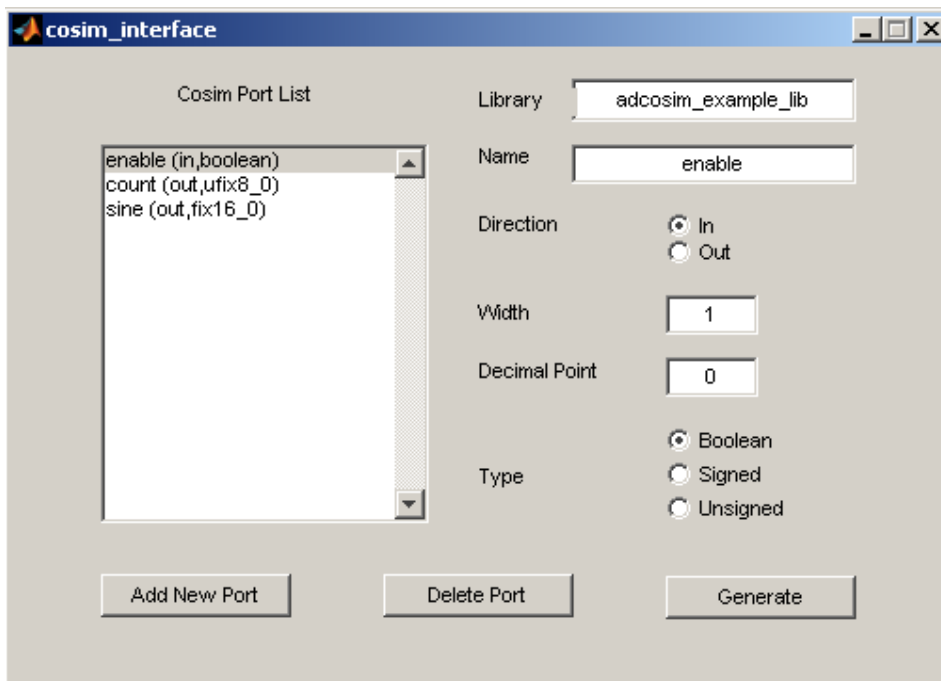 cosim_interface
Cosim Port List
enable (in,boolean)
count (out,ufix8_0)
sine (out,fix16_0)
Library
adcosim_example_lib
Name
enable
Direction
In
Out
Width
1
Decimal Point
0
Type
Boolean
Signed
Unsigned
Add New Port
Delete Port
Generate